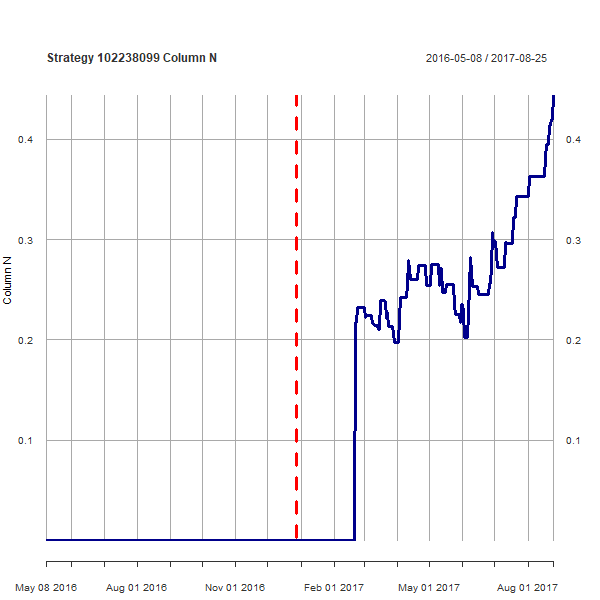 Strategy 102238099 Column N 2016-05-08 / 2017-08-25
0.4 0.4
0.3 0.3
Column N
0.2 0.2
0.1 0.1
May 08 2016 Aug 01 2016 Nov 01 2016 Feb 01 2017 May 01 2017 Aug 01 2017